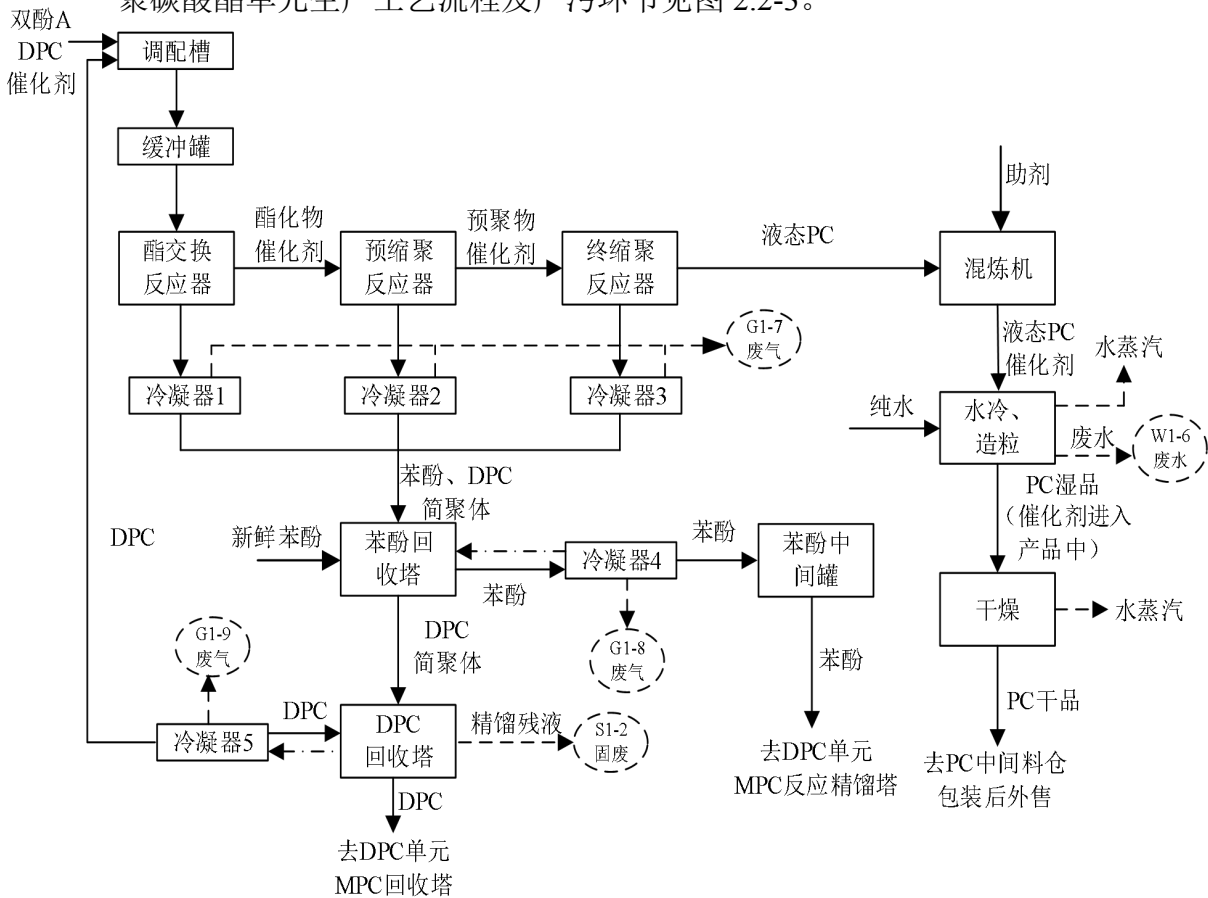 聚碳酸酯单元生产工艺流程及产污环节见图 2.2-3。
双酚A
DPC
催化剂
调配槽
缓冲罐
酯交换
反应器
酯化物
催化剂
预缩聚
反应器
预聚物
催化剂
终缩聚
反应器
液态PC
助剂
混炼机
G1-7
废气
液态PC
催化剂
水蒸汽
冷凝器1
冷凝器2
冷凝器3
纯水
水冷、
造粒
废水
W1-6
废水
苯酚、DPC
简聚体
PC湿品
（催化剂进入
产品中）
DPC
新鲜苯酚
苯酚回
收塔
苯酚
冷凝器4
苯酚
苯酚中
间罐
干燥
水蒸汽
G1-9
废气
DPC
简聚体
G1-8
废气
苯酚
PC干品
冷凝器5
DPC
DPC
回收塔
精馏残液
S1-2
固废
去DPC单元
MPC反应精馏塔
去PC中间料仓
包装后外售
DPC
去DPC单元
MPC回收塔